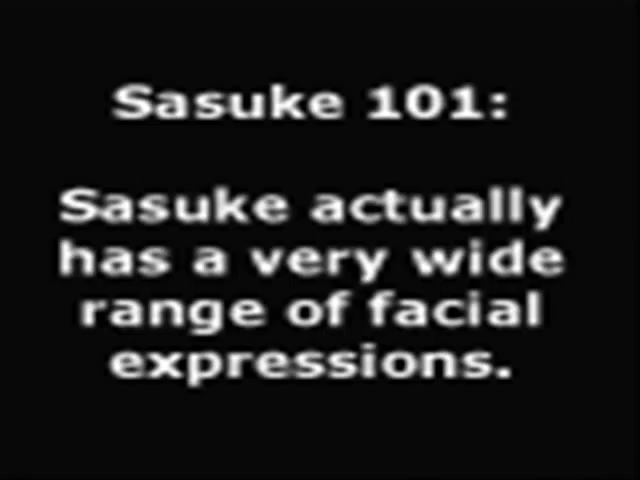 Sasuke 101:
Sasuke actually
has a very wide
range of facial
expressions.